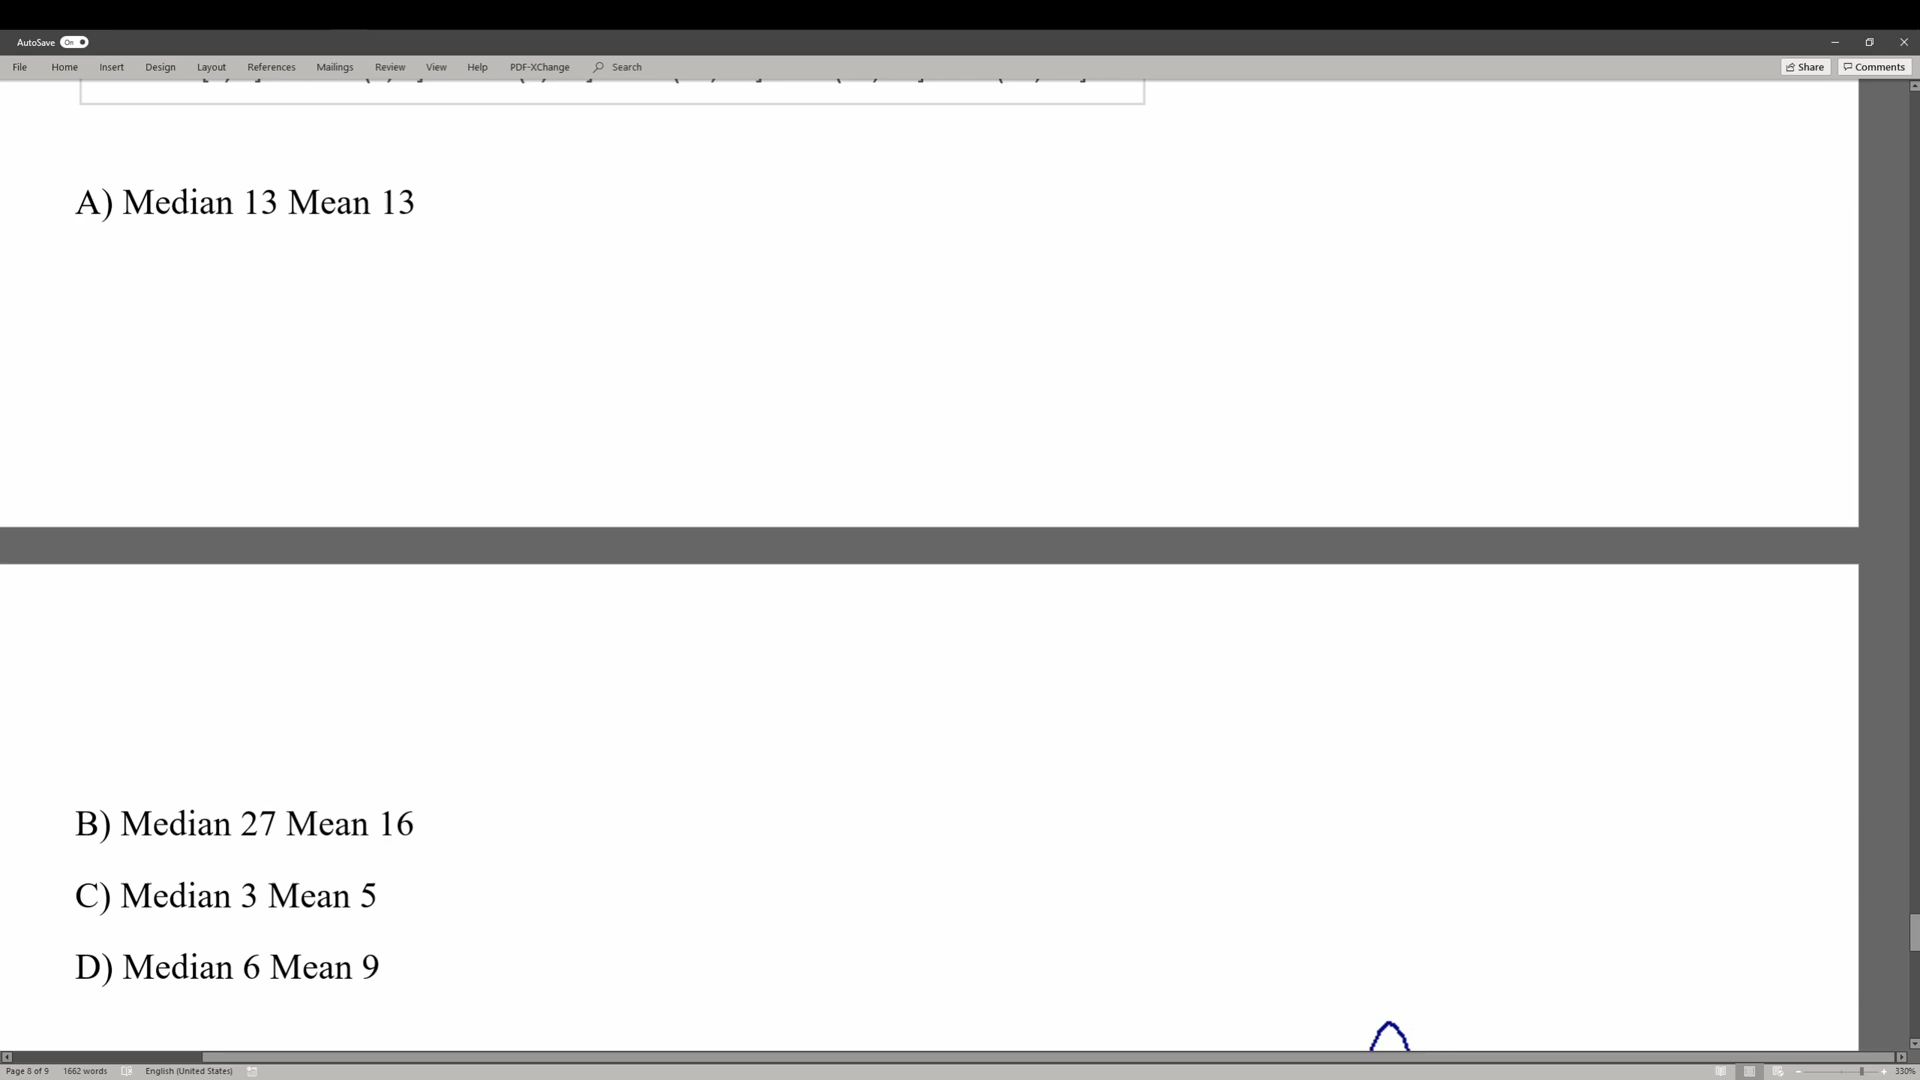 AutoSave On
File Home Insert Design Layout References Mailings Review View Help PDF-XChange Search Share Comments
A) Median 13 Mean 13
B) Median 27 Mean 16
C) Median 3 Mean 5
D) Median 6 Mean 9
Page 8 of 9 1662 words English (United States) 330%